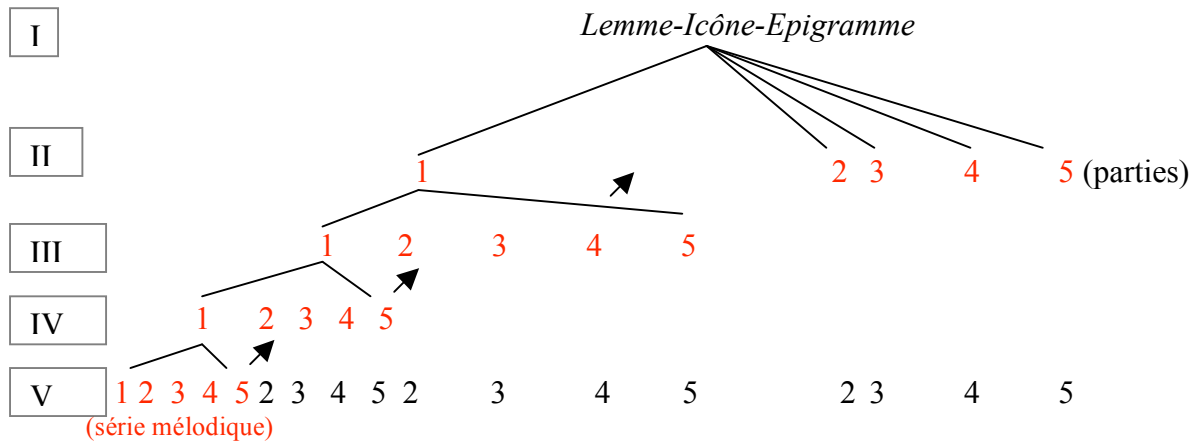 I
Lemme-Icône-Epigramme
II
1 2 3 4 5 (parties)
III
1 2 3 4 5
IV
1 2 3 4 5
V
1 2 3 4 5 2 3 4 5 2 3 4 5 2 3 4 5
(série mélodique)